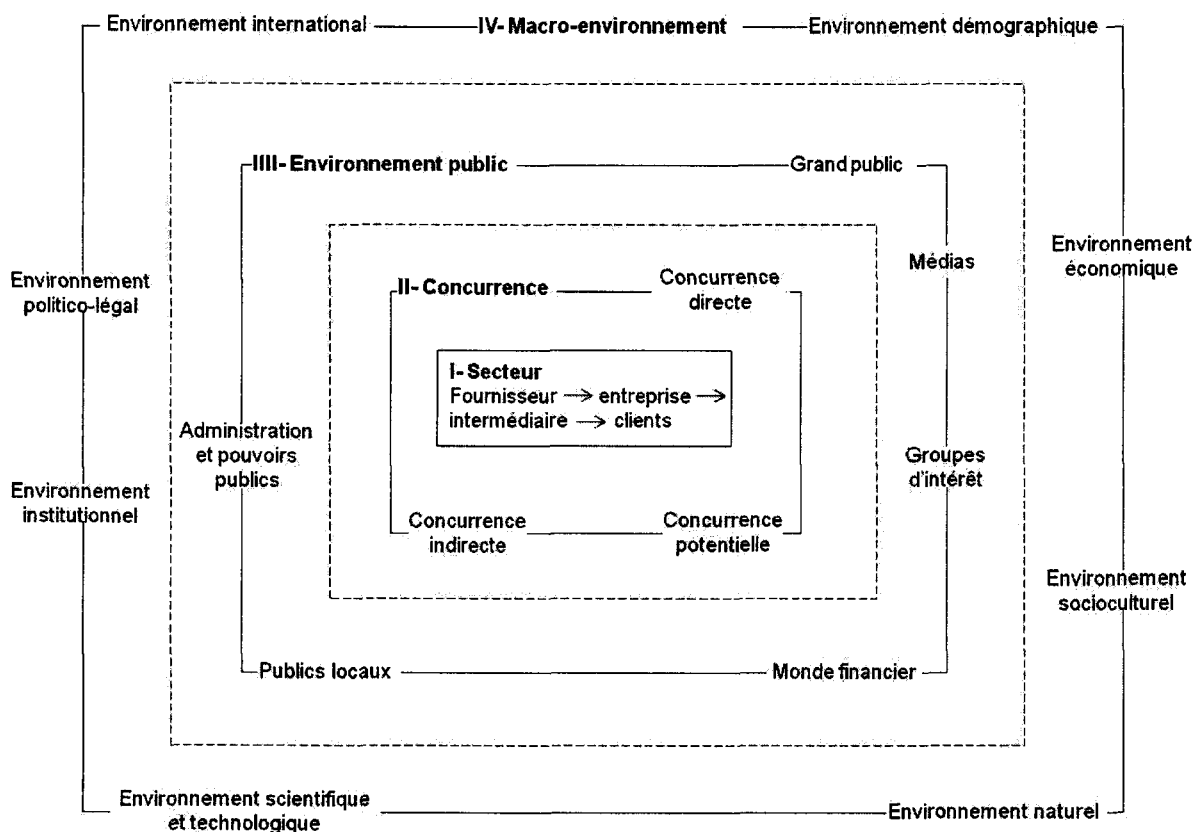 Environnement international
IV- Macro-environnement
Environnement démographique
IIII- Environnement public
Grand public
Environnement
politico-légal
Médias
Environnement
économique
II- Concurrence
Concurrence
directe
I- Secteur
Fournisseur → entreprise →
intermédiaire → clients
Administration
et pouvoirs
publics
Groupes
d'intérêt
Environnement
institutionnel
Concurrence
indirecte
Concurrence
potentielle
Environnement
socioculturel
Publics locaux
Monde financier
Environnement scientifique
et technologique
Environnement naturel